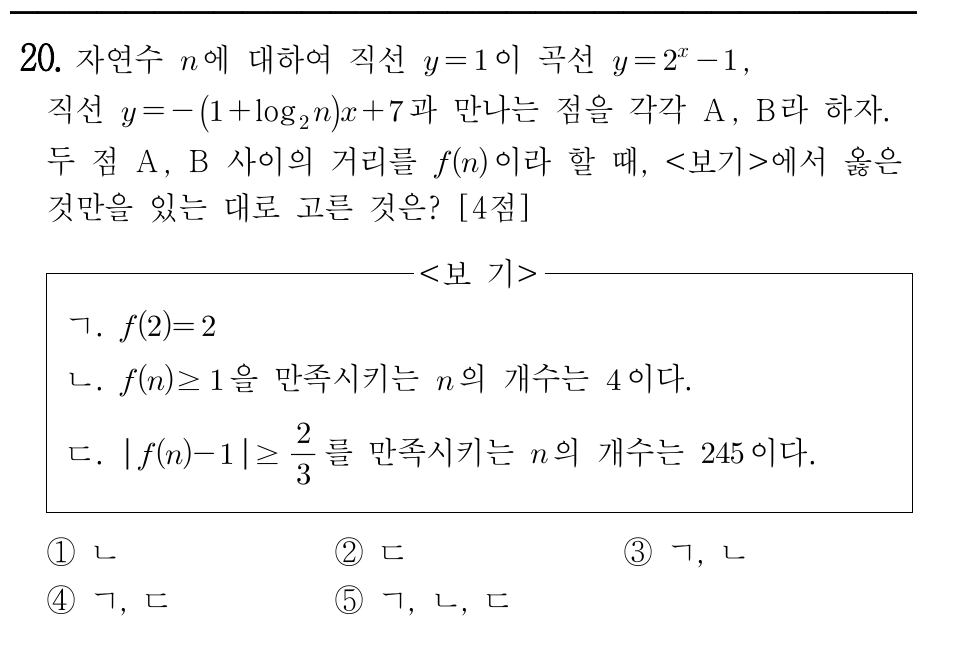 20. 자연수 n에 대하여 직선 y=1이 곡선 y=2ˣ-1,
직선 y=-(1+log₂n)x+7과 만나는 점을 각각 A, B라 하자.
두 점 A, B 사이의 거리를 f(n)이라 할 때, <보기>에서 옳은
것만을 있는 대로 고른 것은? [4점]
<보 기>
ㄱ. f(2)=2
ㄴ. f(n)≥1을 만족시키는 n의 개수는 4이다.
ㄷ. |f(n)-1|≥2/3를 만족시키는 n의 개수는 245이다.
① ㄴ ② ㄷ ③ ㄱ, ㄴ
④ ㄱ, ㄷ ⑤ ㄱ, ㄴ, ㄷ